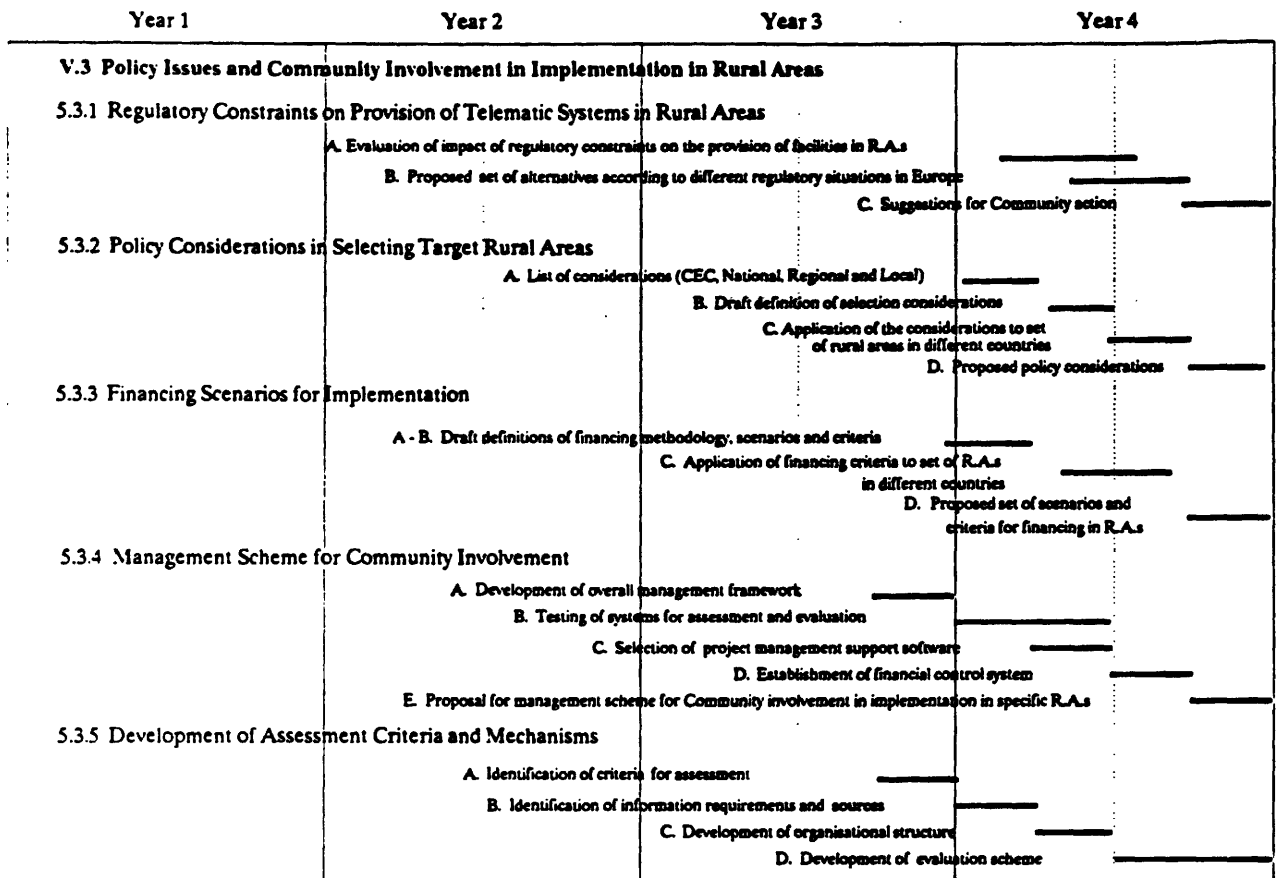 Year 1 Year 2 Year 3 Year 4
V.3 Policy Issues and Community Involvement in Implementation in Rural Areas
5.3.1 Regulatory Constraints on Provision of Telematic Systems in Rural Areas
A. Evaluation of impact of regulatory constraints on the provision of facilities in R.A.s
B. Proposed set of alternatives according to different regulatory situations in Europe
C. Suggestions for Community action
5.3.2 Policy Considerations in Selecting Target Rural Areas
A. List of considerations (CEC, National, Regional and Local)
B. Draft definition of selection considerations
C. Application of the considerations to set
of rural areas in different countries
D. Proposed policy considerations
5.3.3 Financing Scenarios for Implementation
A - B. Draft definitions of financing methodology, scenarios and criteria
C. Application of financing criteria to set of R.A.s
in different countries
D. Proposed set of scenarios and
criteria for financing in R.A.s
5.3.4 Management Scheme for Community Involvement
A. Development of overall management framework
B. Testing of systems for assessment and evaluation
C. Selection of project management support software
D. Establishment of financial control system
E. Proposal for management scheme for Community involvement in implementation in specific R.A.s
5.3.5 Development of Assessment Criteria and Mechanisms
A. Identification of criteria for assessment
B. Identification of information requirements and sources
C. Development of organisational structure
D. Development of evaluation scheme